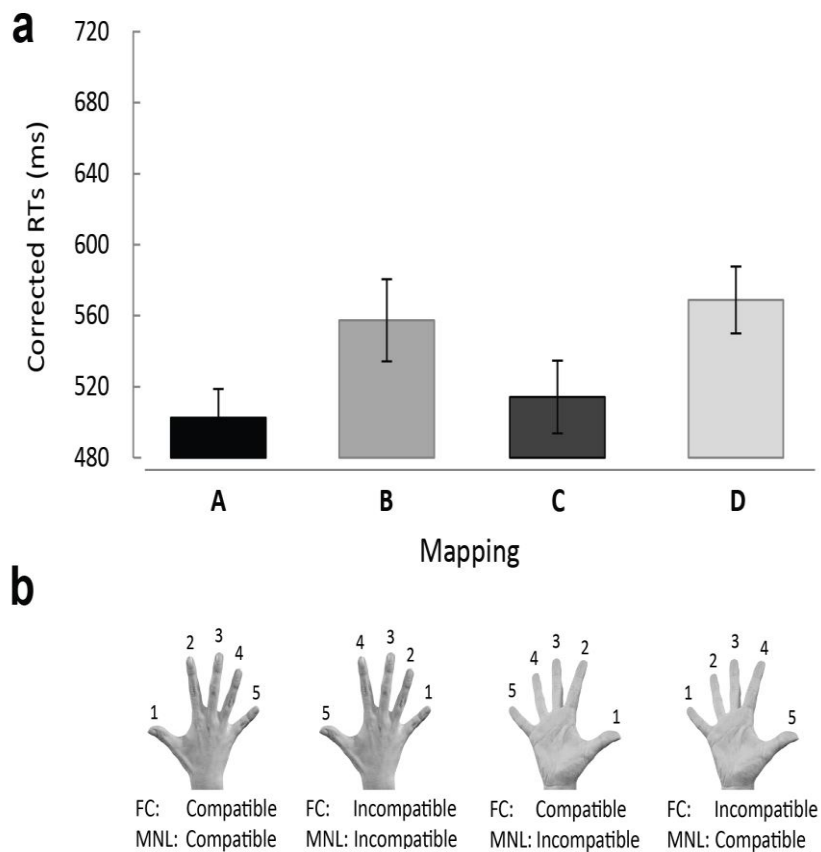 a
720
680
640
600
560
520
480
Corrected RTs (ms)
A B C D
Mapping
b
1 2 3 4 5
5 4 3 2 1
5 4 3 2 1
1 2 3 4 5
FC: Compatible
MNL: Compatible
FC: Incompatible
MNL: Incompatible
FC: Compatible
MNL: Incompatible
FC: Incompatible
MNL: Compatible